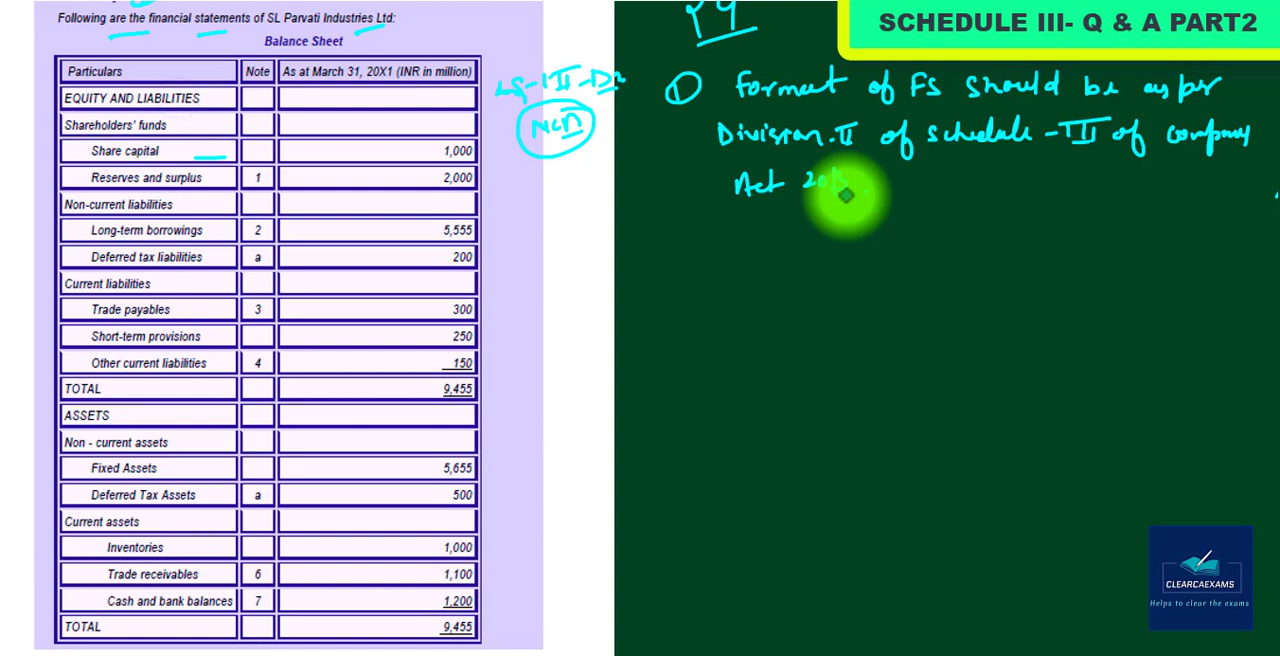 Following are the financial statements of SL Parvati Industries Ltd:
Balance Sheet
Particulars Note As at March 31, 20X1 (INR in million)
EQUITY AND LIABILITIES
Shareholders' funds
Share capital 1,000
Reserves and surplus 1 2,000
Non-current liabilities
Long-term borrowings 2 5,555
Deferred tax liabilities a 200
Current liabilities
Trade payables 3 300
Short-term provisions 250
Other current liabilities 4 150
TOTAL 9,455
ASSETS
Non - current assets
Fixed Assets 5,655
Deferred Tax Assets a 500
Current assets
Inventories 1,000
Trade receivables 6 1,100
Cash and bank balances 7 1,200
TOTAL 9,455
SCHEDULE III- Q & A PART2
① Format of FS should be as per
Division-II of schedule-III of Company
Act
CLEARCAEXAMS
Helps to clear the exams